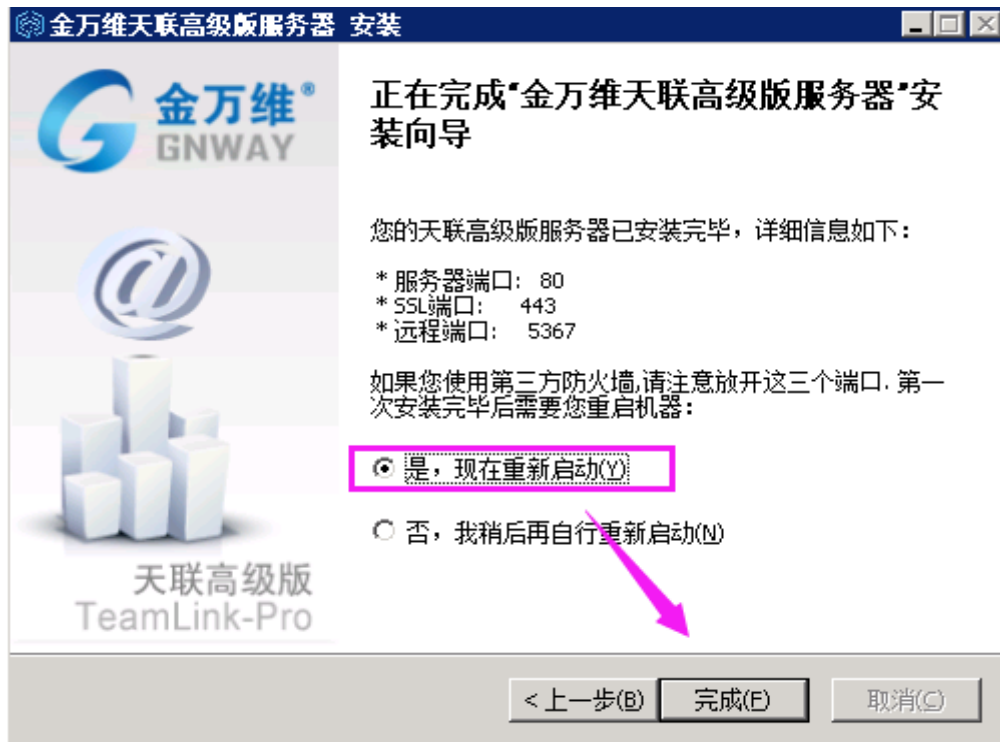 金万维天联高级版服务器 安装
金万维®
GNWAY
正在完成"金万维天联高级版服务器"安
装向导
您的天联高级版服务器已安装完毕，详细信息如下：
* 服务器端口: 80
* SSL端口: 443
* 远程端口: 5367
如果您使用第三方防火墙,请注意放开这三个端口. 第一
次安装完毕后需要您重启机器：
是，现在重新启动(Y)
否，我稍后再自行重新启动(N)
天联高级版
TeamLink-Pro
< 上一步(B)
完成(F)
取消(C)